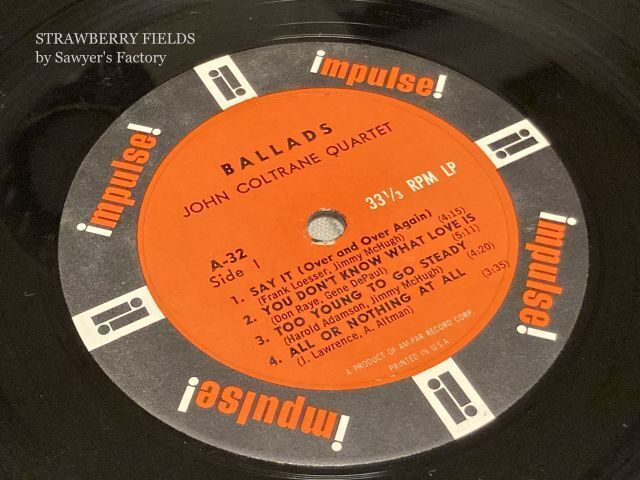 STRAWBERRY FIELDS
by Sawyer's Factory
impulse!
impulse!
impulse!
impulse!
BALLADS
JOHN COLTRANE QUARTET
33 1/3 RPM LP
A-32
Side 1
1. SAY IT (Over and Over Again) (4:15)
(Frank Loesser, Jimmy McHugh)
2. YOU DON'T KNOW WHAT LOVE IS (5:11)
(Don Raye, Gene DePaul)
3. TOO YOUNG TO GO STEADY (4:20)
(Harold Adamson, Jimmy McHugh)
4. ALL OR NOTHING AT ALL (3:35)
(J. Lawrence, A. Altman)
A PRODUCT OF AM-PAR RECORD CORP.
PRINTED IN U.S.A.